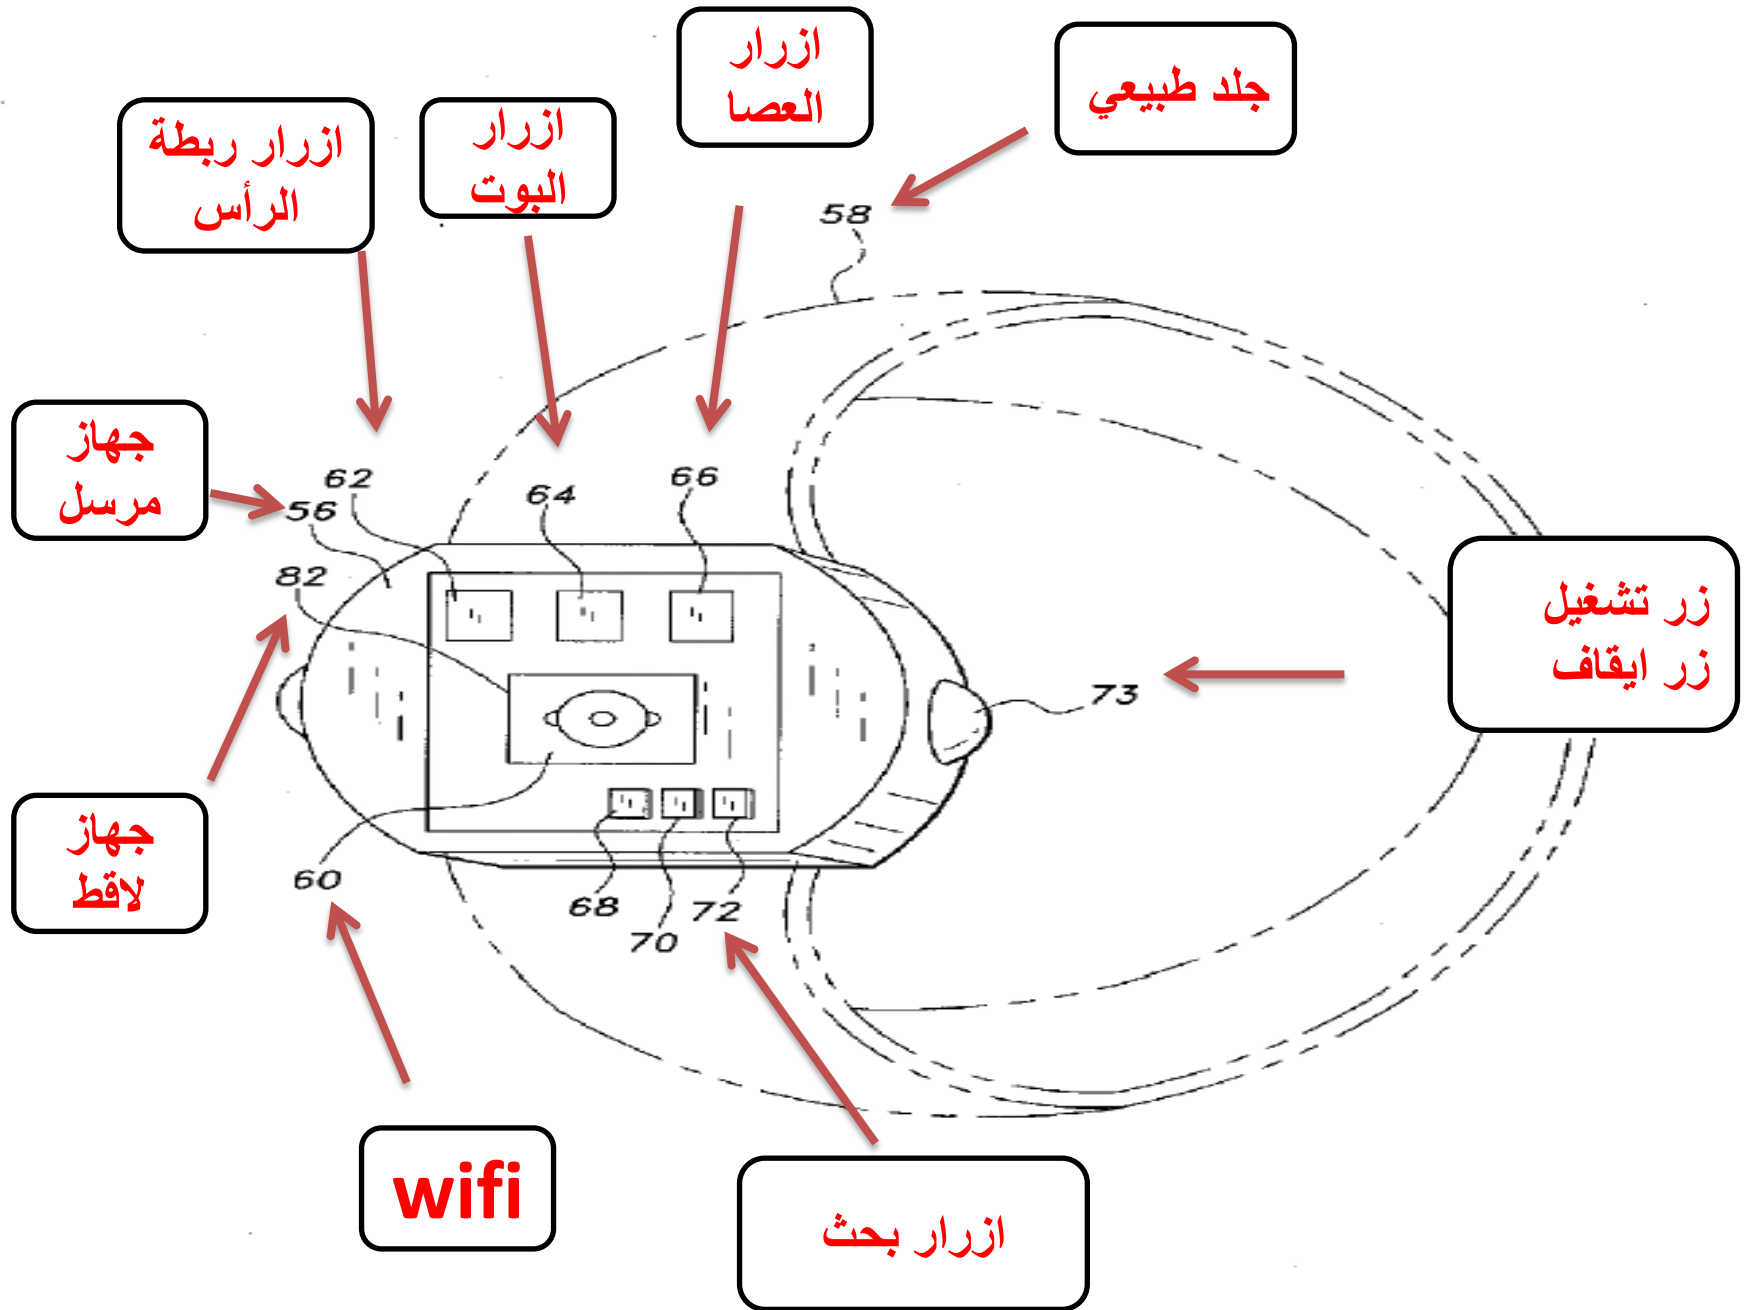 ازرار
العصا
جلد طبيعي
ازرار
البوت
ازرار ربطة
الرأس
58
جهاز
مرسل
62
64
66
56
82
زر تشغيل
زر ايقاف
73
جهاز
لاقط
60
68
72
70
wifi
ازرار بحث